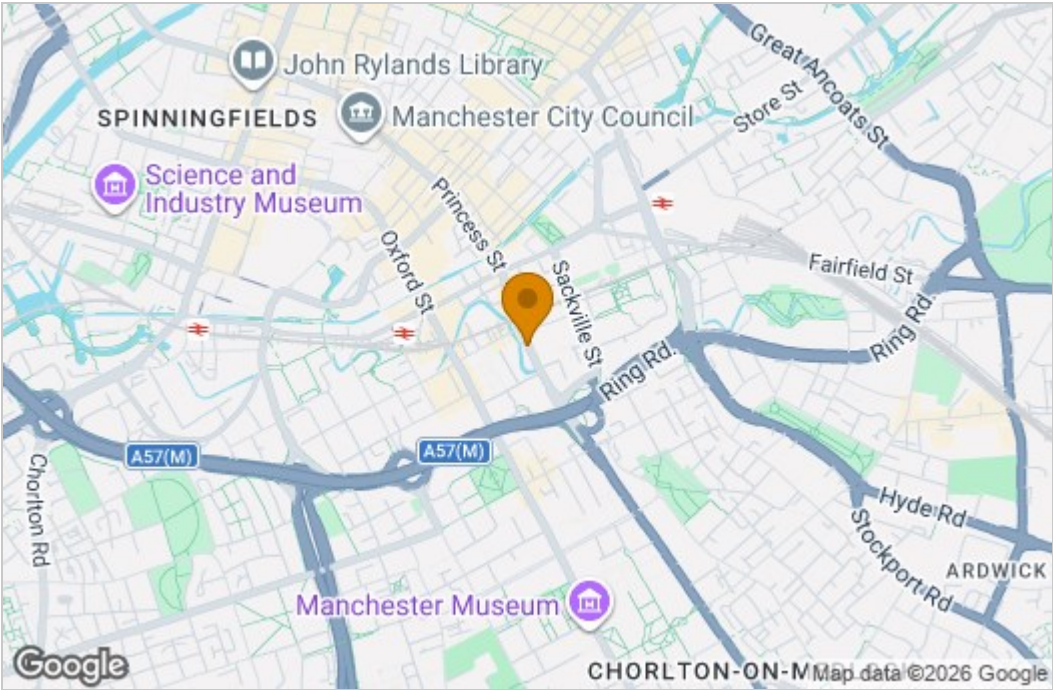 Great Ancoats St
John Rylands Library
Store St
SPINNINGFIELDS
Manchester City Council
Science and
Industry Museum
Princess St
Oxford St
Sackville St
Fairfield St
Ring Rd.
Ring Rd.
A57(M)
A57(M)
Chorlton Rd
Hyde Rd
Stockport Rd
ARDWICK
Manchester Museum
Google
CHORLTON-ON-M
Map data ©2026 Google